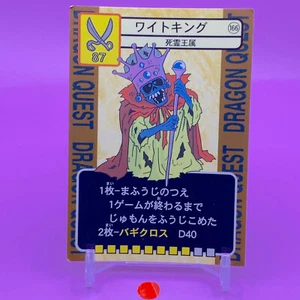 ワイトキング
166
死霊王属
87
DRAGON QUEST
DRAGON QUEST
1枚-まふうじのつえ
1ゲームが終わるまで
じゅもんをふうじこめた
2枚-バギクロス D40